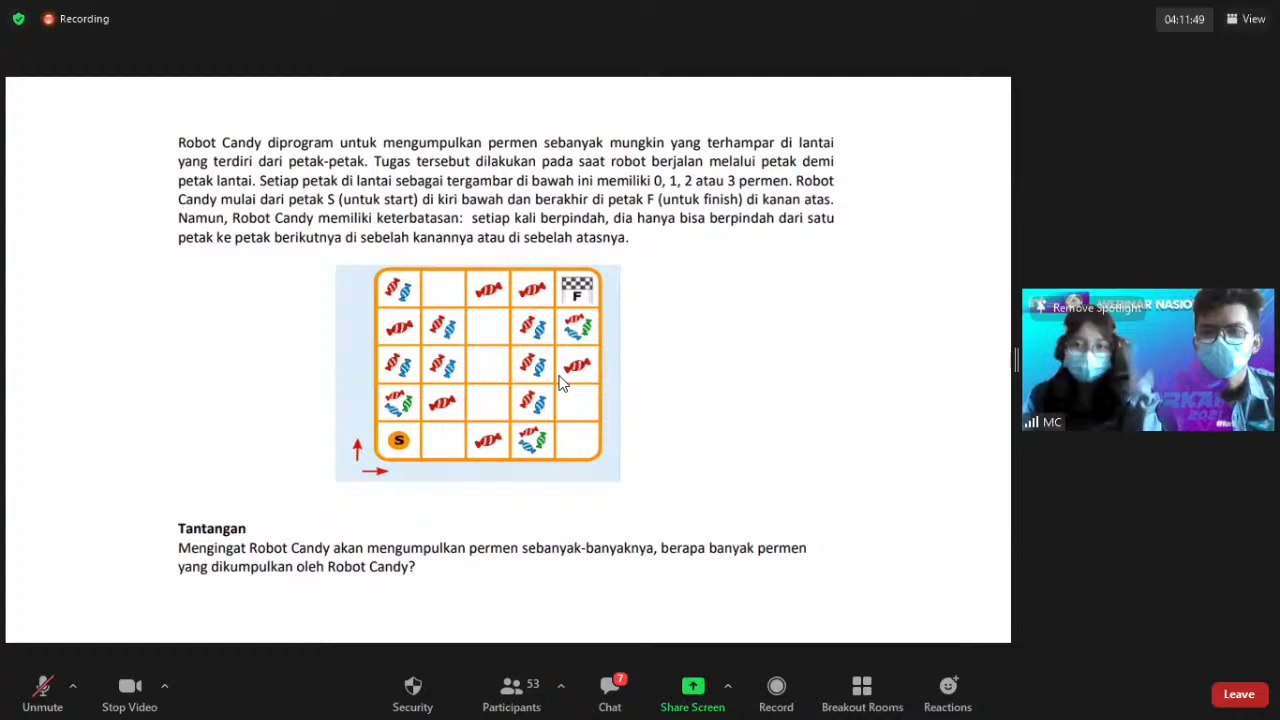 Recording
04:11:49
View
Robot Candy diprogram untuk mengumpulkan permen sebanyak mungkin yang terhampar di lantai
yang terdiri dari petak-petak. Tugas tersebut dilakukan pada saat robot berjalan melalui petak demi
petak lantai. Setiap petak di lantai sebagai tergambar di bawah ini memiliki 0, 1, 2 atau 3 permen. Robot
Candy mulai dari petak S (untuk start) di kiri bawah dan berakhir di petak F (untuk finish) di kanan atas.
Namun, Robot Candy memiliki keterbatasan: setiap kali berpindah, dia hanya bisa berpindah dari satu
petak ke petak berikutnya di sebelah kanannya atau di sebelah atasnya.
F
S
Tantangan
Mengingat Robot Candy akan mengumpulkan permen sebanyak-banyaknya, berapa banyak permen
yang dikumpulkan oleh Robot Candy?
Remove Spotlight
2021
MC
Unmute
Stop Video
Security
53
Participants
7
Chat
Share Screen
Record
Breakout Rooms
Reactions
Leave